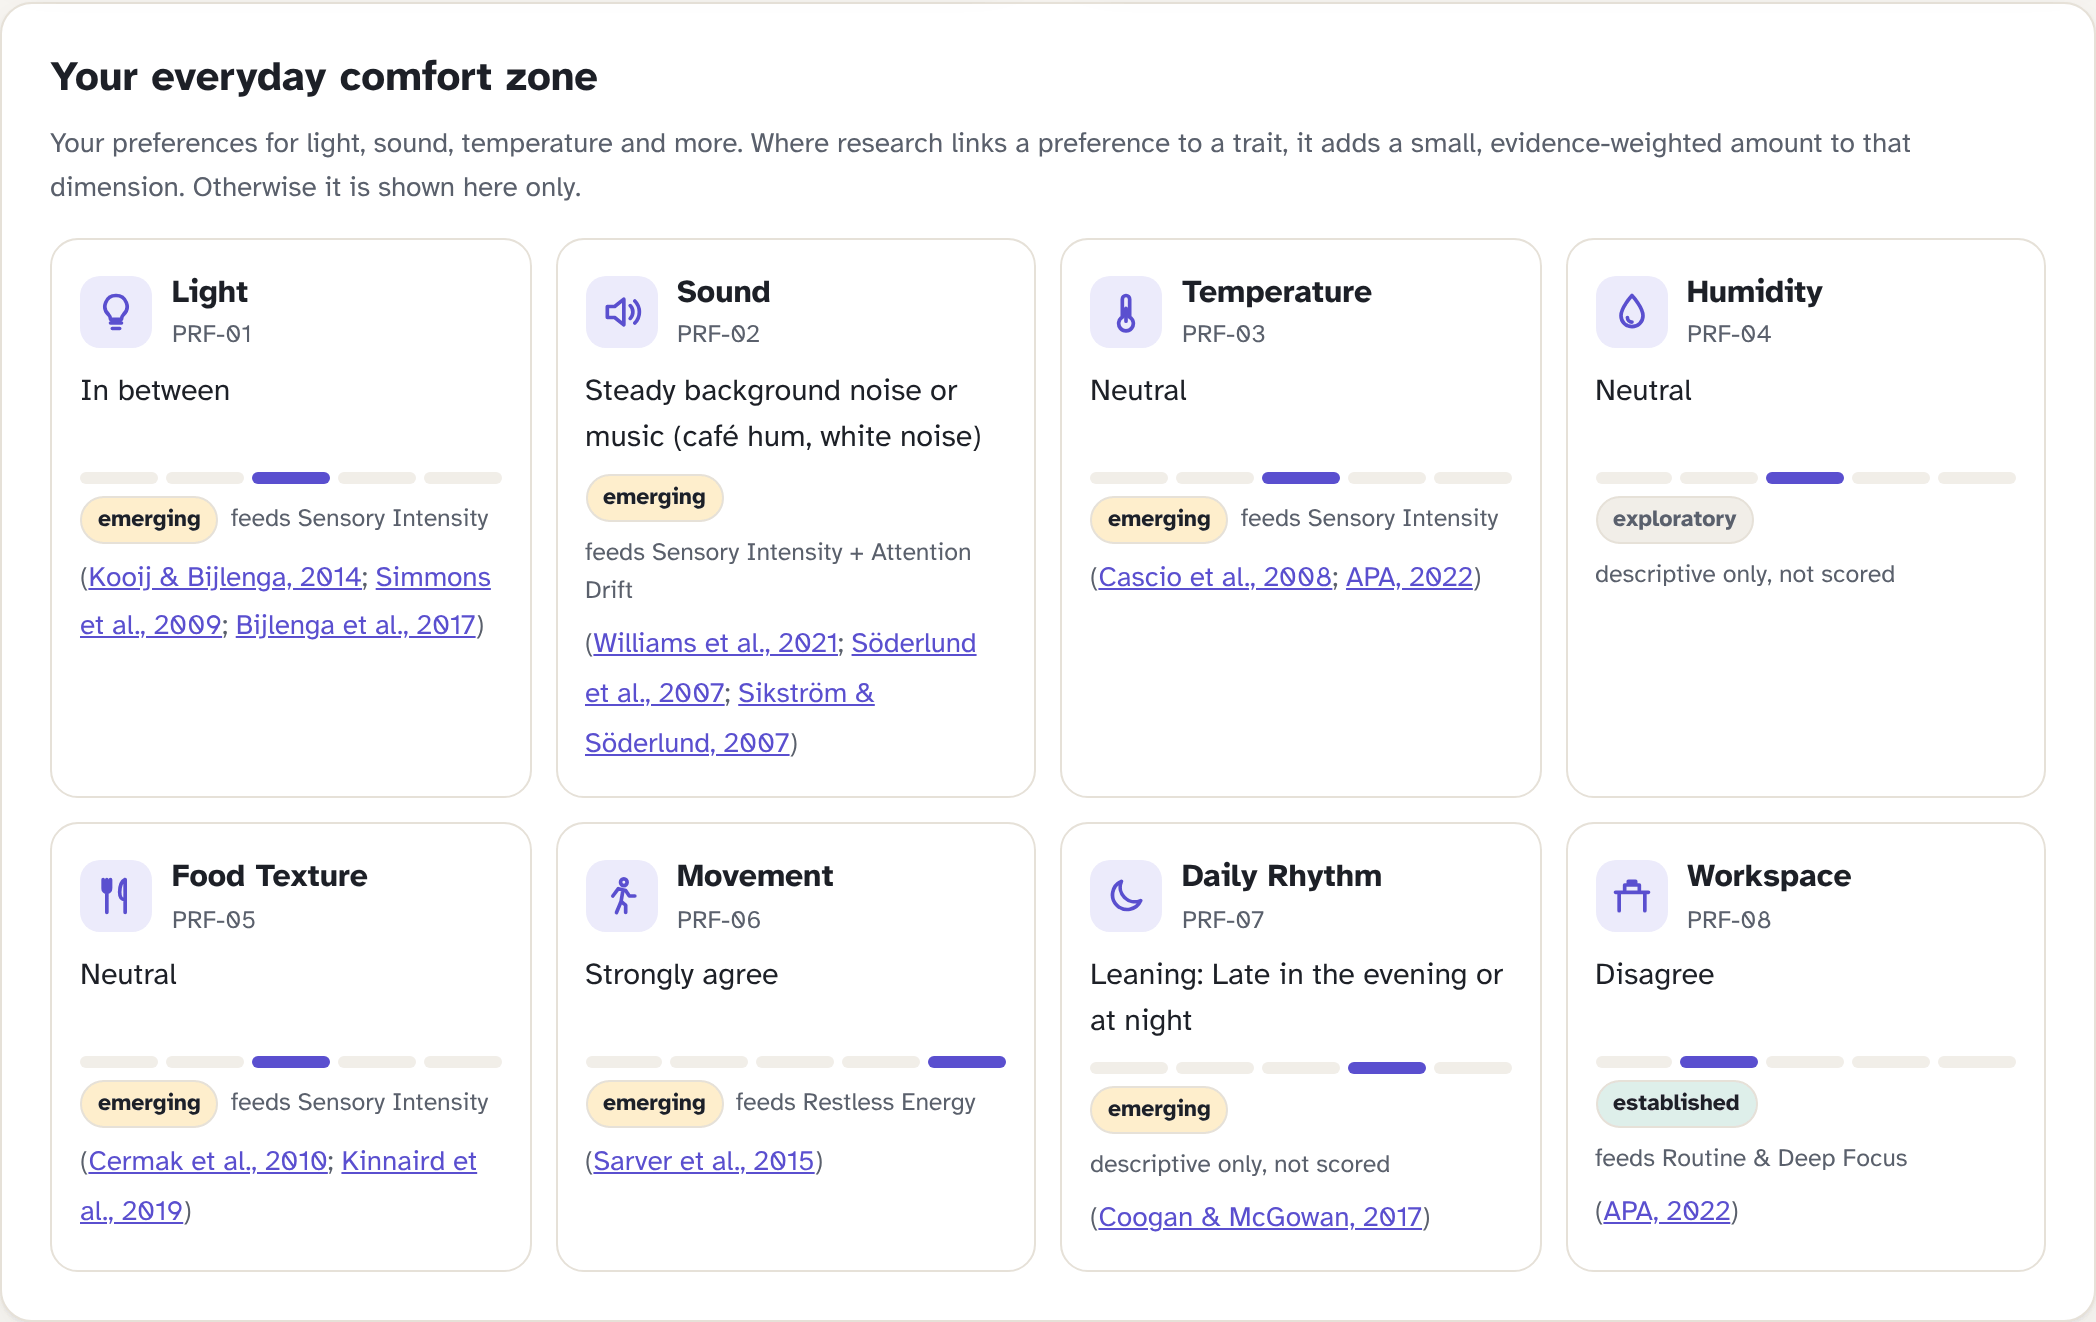 Your everyday comfort zone
Your preferences for light, sound, temperature and more. Where research links a preference to a trait, it adds a small, evidence-weighted amount to that
dimension. Otherwise it is shown here only.
Light
PRF-01
In between
emerging feeds Sensory Intensity
(Kooij & Bijlenga, 2014; Simmons
et al., 2009; Bijlenga et al., 2017)
Sound
PRF-02
Steady background noise or
music (café hum, white noise)
emerging
feeds Sensory Intensity + Attention
Drift
(Williams et al., 2021; Söderlund
et al., 2007; Sikström &
Söderlund, 2007)
Temperature
PRF-03
Neutral
emerging feeds Sensory Intensity
(Cascio et al., 2008; APA, 2022)
Humidity
PRF-04
Neutral
exploratory
descriptive only, not scored
Food Texture
PRF-05
Neutral
emerging feeds Sensory Intensity
(Cermak et al., 2010; Kinnaird et
al., 2019)
Movement
PRF-06
Strongly agree
emerging feeds Restless Energy
(Sarver et al., 2015)
Daily Rhythm
PRF-07
Leaning: Late in the evening or
at night
emerging
descriptive only, not scored
(Coogan & McGowan, 2017)
Workspace
PRF-08
Disagree
established
feeds Routine & Deep Focus
(APA, 2022)